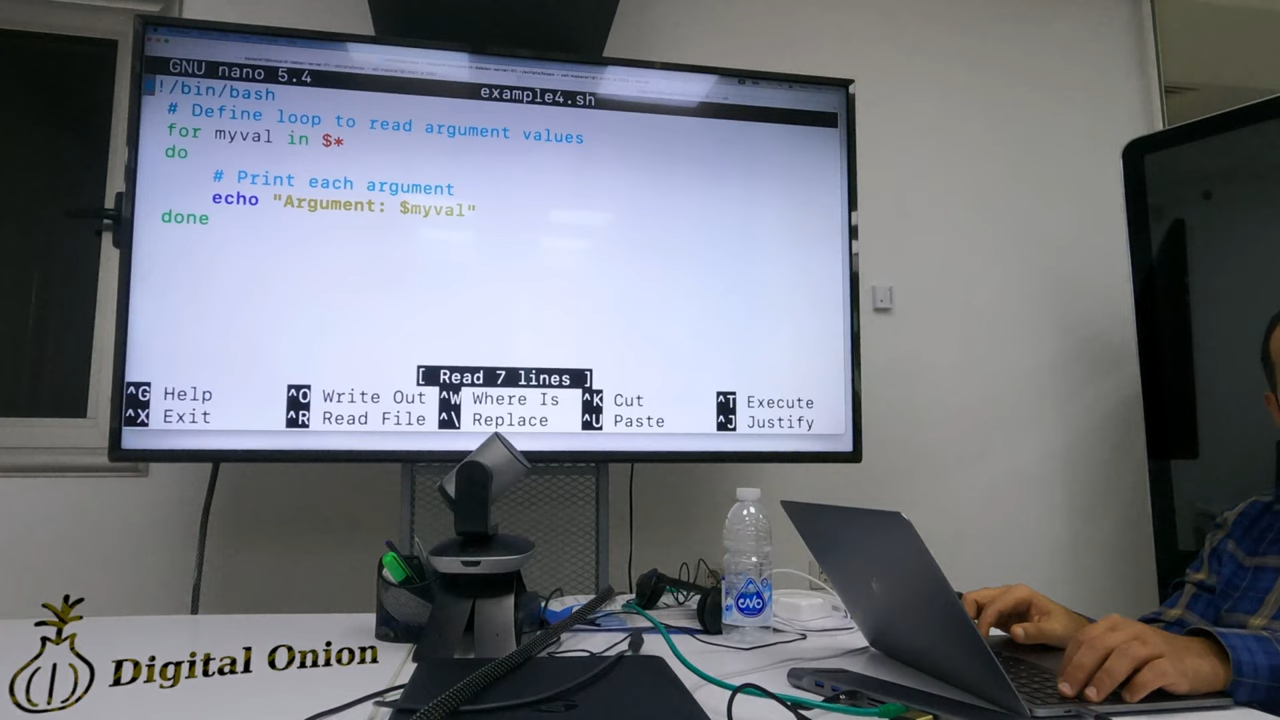 GNU nano 5.4
example4.sh
!/bin/bash
# Define loop to read argument values
for myval in $*
do
# Print each argument
echo "Argument: $myval"
done
[ Read 7 lines ]
^G Help ^O Write Out ^W Where Is ^K Cut ^T Execute
^X Exit ^R Read File ^\ Replace ^U Paste ^J Justify
Digital Onion